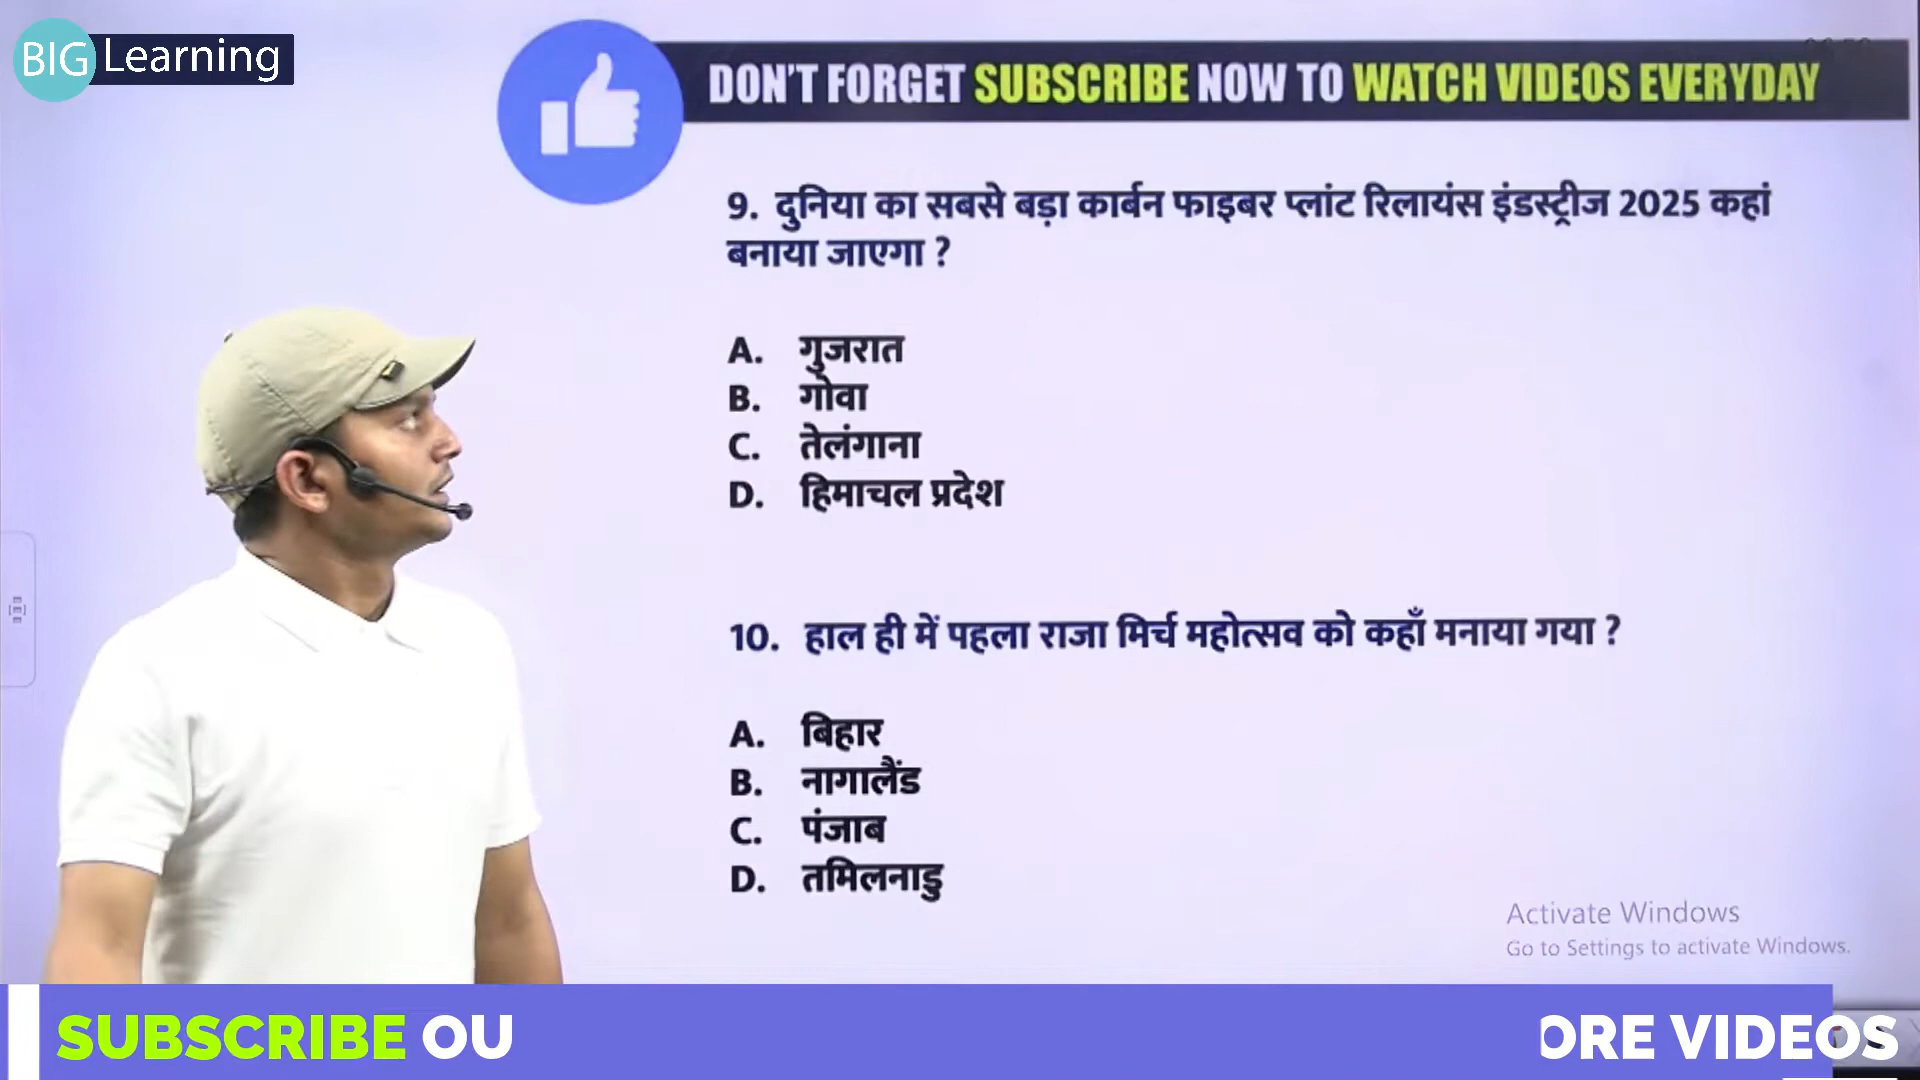 BIG Learning
DON'T FORGET SUBSCRIBE NOW TO WATCH VIDEOS EVERYDAY
9. दुनिया का सबसे बड़ा कार्बन फाइबर प्लांट रिलायंस इंडस्ट्रीज 2025 कहां
बनाया जाएगा ?
A. गुजरात
B. गोवा
C. तेलंगाना
D. हिमाचल प्रदेश
10. हाल ही में पहला राजा मिर्च महोत्सव को कहाँ मनाया गया ?
A. बिहार
B. नागालैंड
C. पंजाब
D. तमिलनाडु
Activate Windows
Go to Settings to activate Windows.
SUBSCRIBE OU
ORE VIDEOS